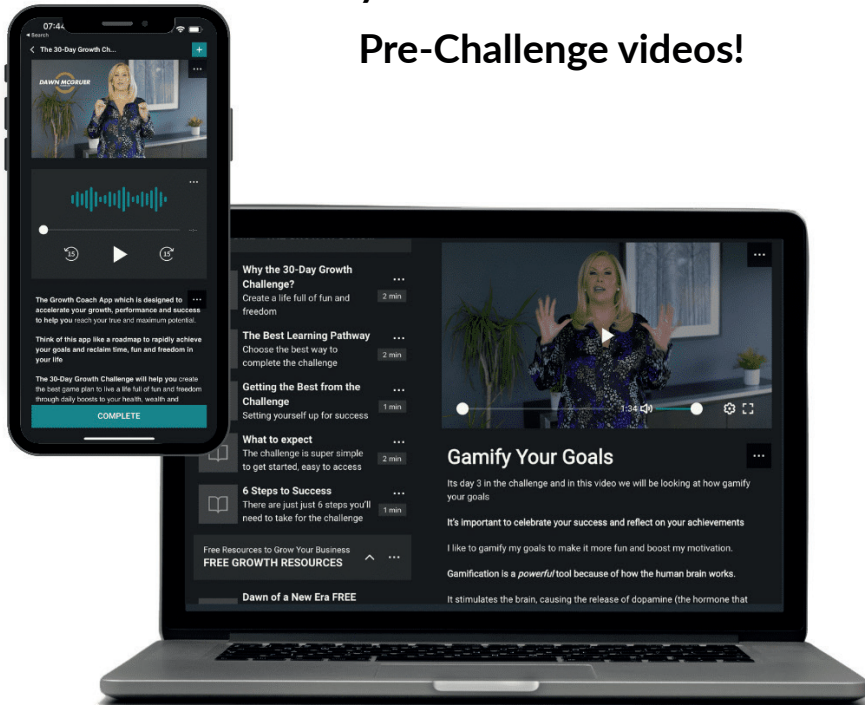 Pre-Challenge videos!
07:44
Search
The 30-Day Growth Ch...
+
DAWN MCGRUER
15
15
The Growth Coach App which is designed to
accelerate your growth, performance and success
to help you reach your true and maximum potential.
Think of this app like a roadmap to rapidly achieve
your goals and reclaim time, fun and freedom in
your life
The 30-Day Growth Challenge will help you create
the best game plan to live a life full of fun and freedom
through daily boosts to your health, wealth and
COMPLETE
Why the 30-Day Growth
Challenge?
Create a life full of fun and
freedom
2 min
The Best Learning Pathway
Choose the best way to
complete the challenge
2 min
Getting the Best from the
Challenge
Setting yourself up for success
1 min
What to expect
The challenge is super simple
to get started, easy to access
2 min
6 Steps to Success
There are just just 6 steps you'll
need to take for the challenge
1 min
Free Resources to Grow Your Business
FREE GROWTH RESOURCES
Dawn of a New Era FREE
1:34
Gamify Your Goals
Its day 3 in the challenge and in this video we will be looking at how gamify
your goals
It's important to celebrate your success and reflect on your achievements
I like to gamify my goals to make it more fun and boost my motivation.
Gamification is a powerful tool because of how the human brain works.
It stimulates the brain, causing the release of dopamine (the hormone that